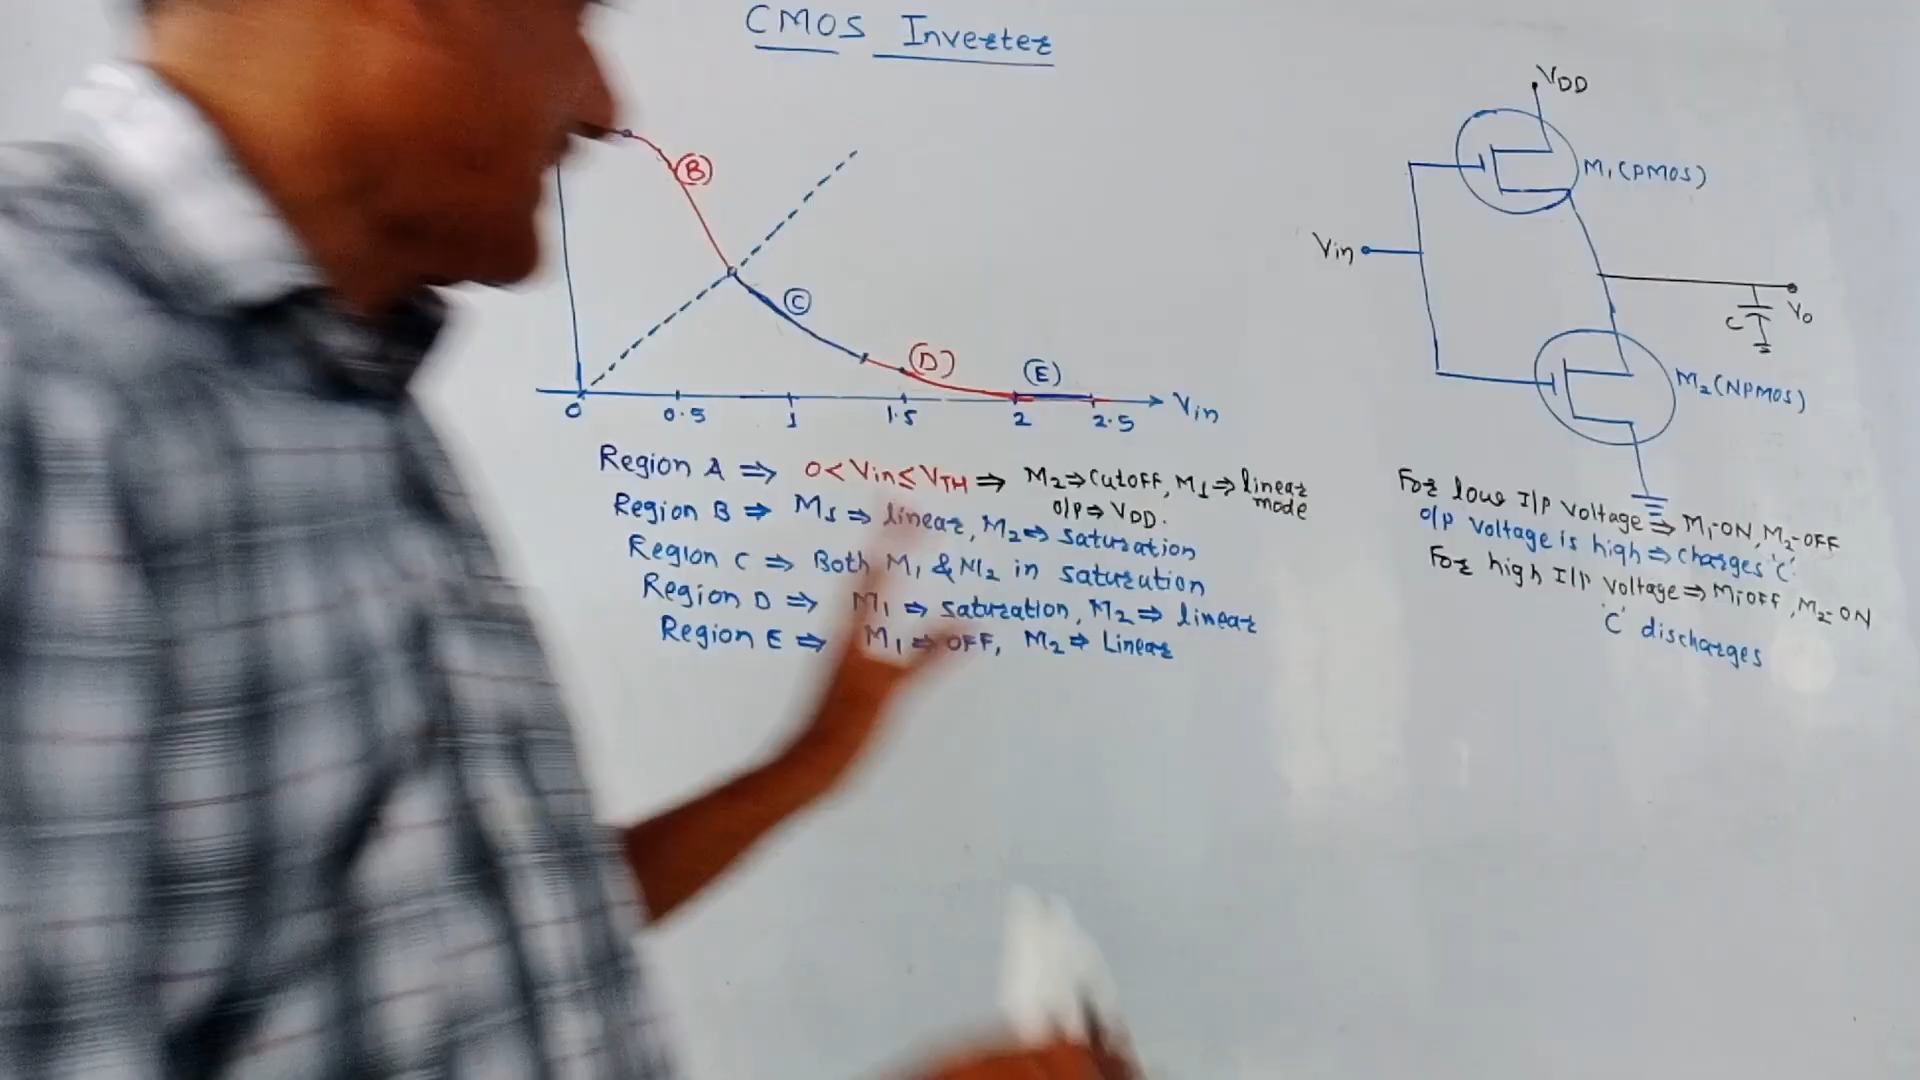 CMOS Inverter
B
C
D
E
0 0.5 1 1.5 2 2.5 Vin
Region A ⇒ 0 < Vin ≤ VTH ⇒ M2 ⇒ CutOFF, M1 ⇒ linear mode
o/p ⇒ VDD.
Region B ⇒ M1 ⇒ linear, M2 ⇒ saturation
Region C ⇒ Both M1 & M2 in saturation
Region D ⇒ M1 ⇒ saturation, M2 ⇒ linear
Region E ⇒ M1 ⇒ OFF, M2 ⇒ Linear
VDD
M1 (PMOS)
Vin
C
Vo
M2 (NPMOS)
For low I/P Voltage ⇒ M1-ON, M2-OFF
o/p Voltage is high ⇒ charges 'C'
For high I/P Voltage ⇒ M1 OFF, M2-ON
'C' discharges